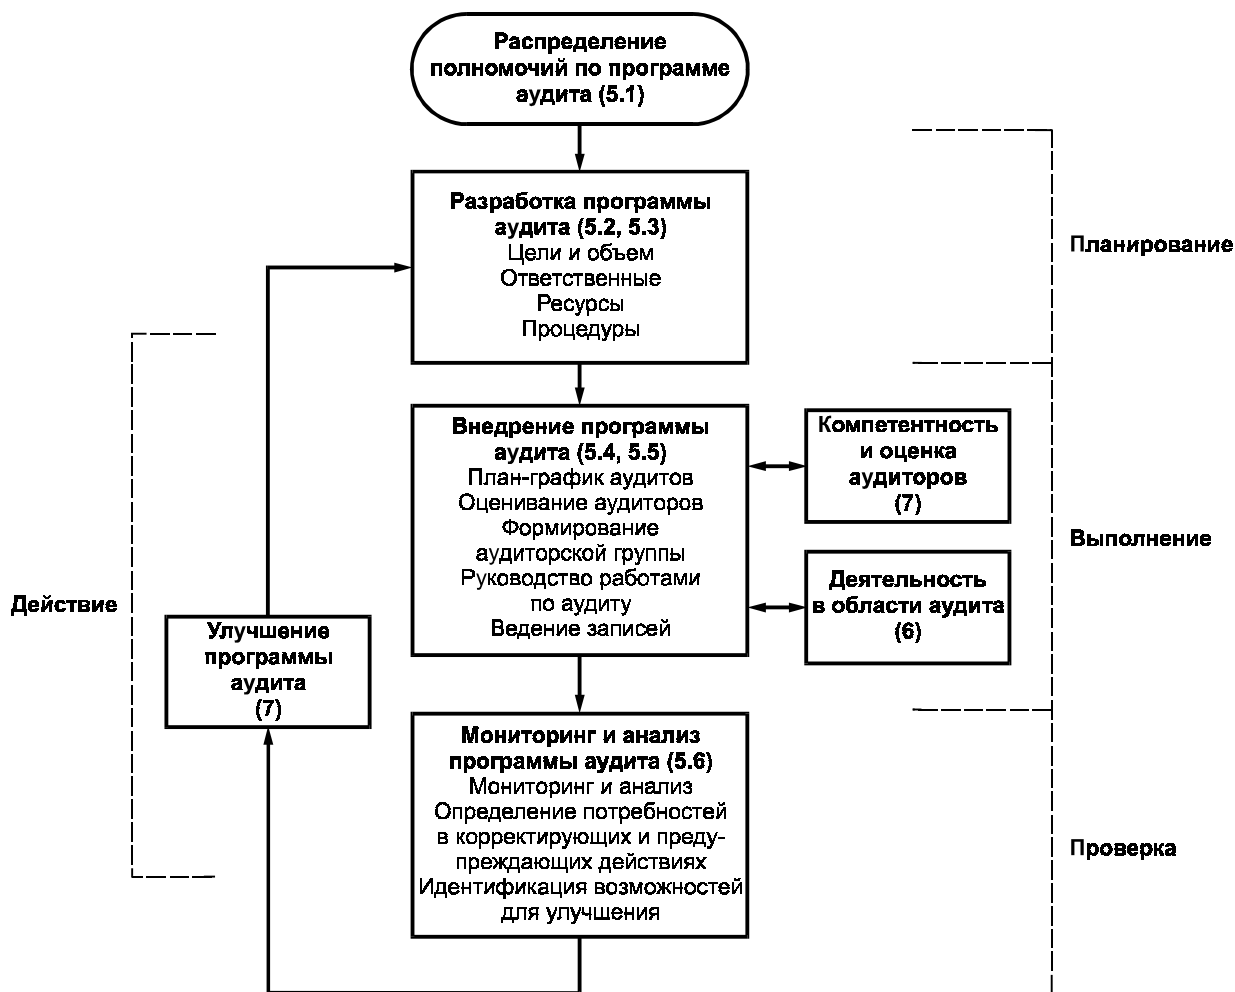 Распределение
полномочий по программе
аудита (5.1)
Разработка программы
аудита (5.2, 5.3)
Цели и объем
Ответственные
Ресурсы
Процедуры
Планирование
Внедрение программы
аудита (5.4, 5.5)
План-график аудитов
Оценивание аудиторов
Формирование
аудиторской группы
Руководство работами
по аудиту
Ведение записей
Компетентность
и оценка
аудиторов
(7)
Деятельность
в области аудита
(6)
Выполнение
Действие
Улучшение
программы
аудита
(7)
Мониторинг и анализ
программы аудита (5.6)
Мониторинг и анализ
Определение потребностей
в корректирующих и преду-
преждающих действиях
Идентификация возможностей
для улучшения
Проверка